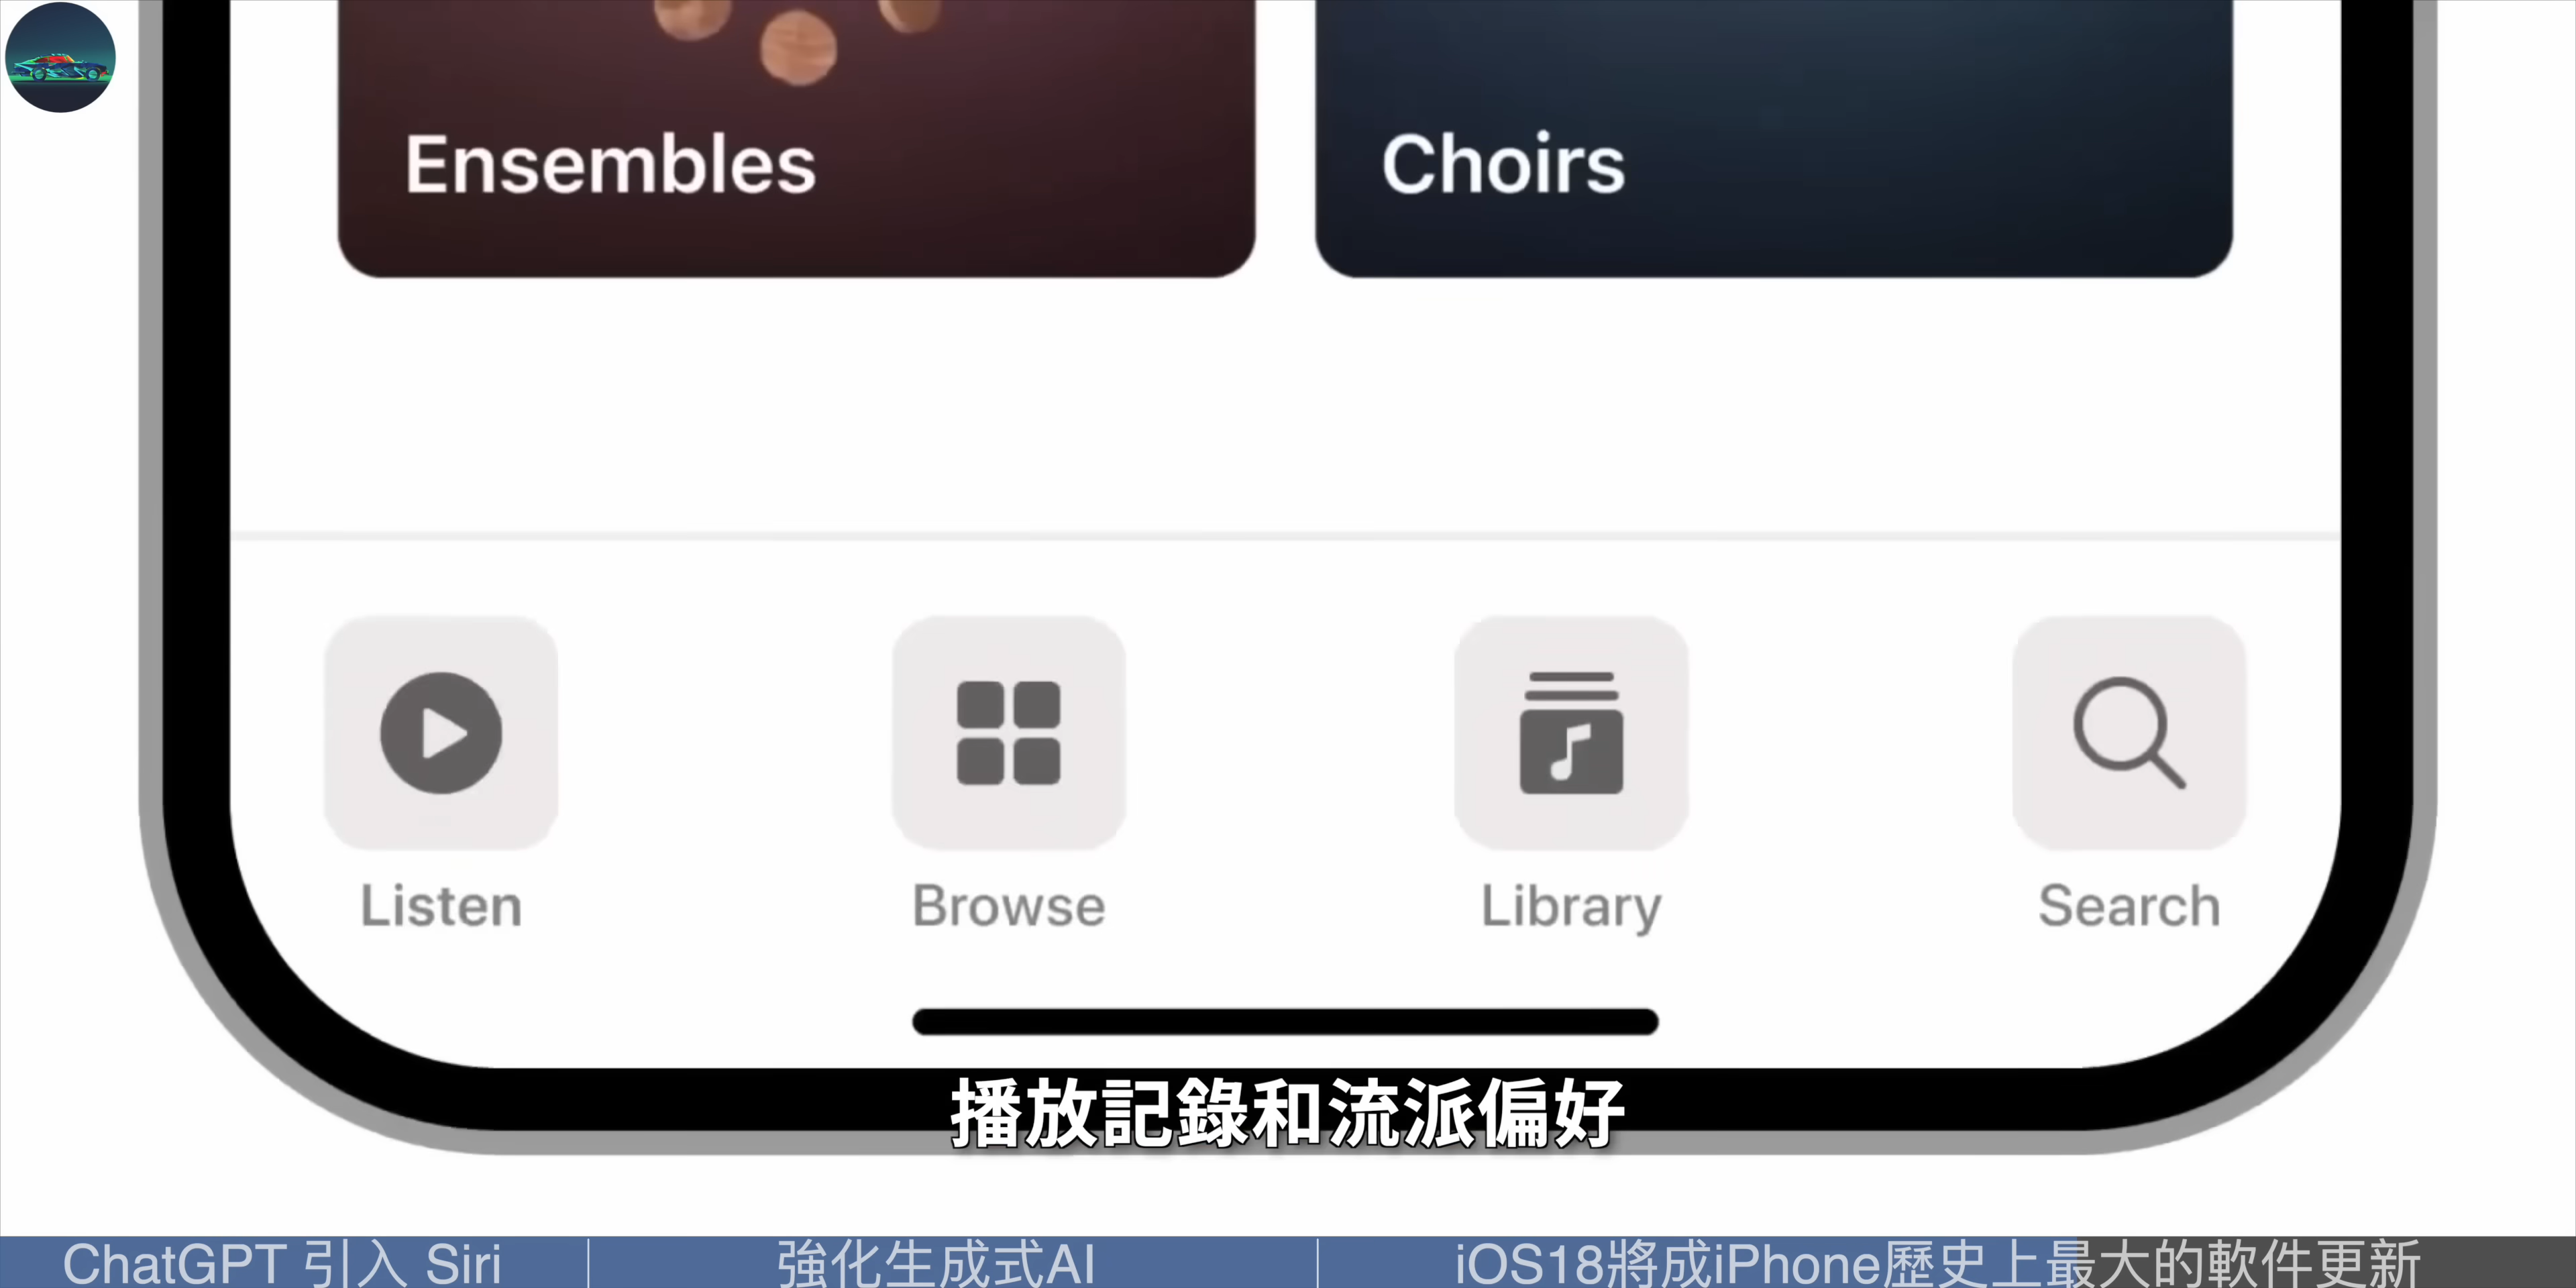 Ensembles
Choirs
Listen
Browse
Library
Search
播放記錄和流派偏好
ChatGPT 引入 Siri
強化生成式AI
iOS18將成iPhone歷史上最大的軟件更新